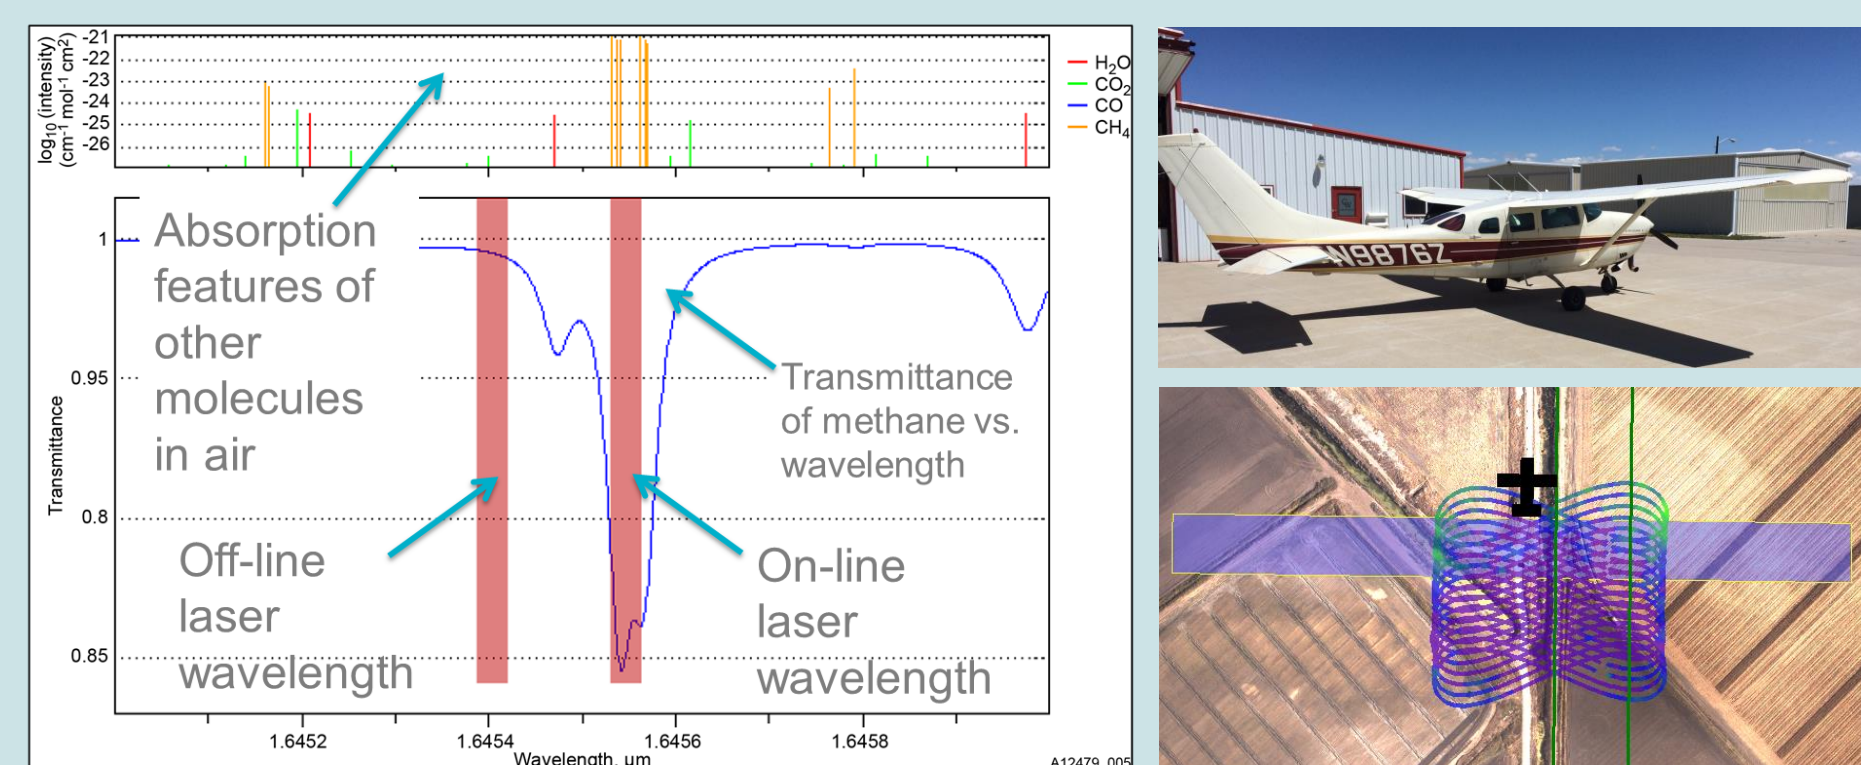 -21
-22
-23
-24
-25
-26
log10 (intensity)
(cm-1 mol-1 cm2)
H2O
CO2
CO
CH4
Absorption
features of
other
molecules
in air
1
0.95
0.8
0.85
Transmittance
Transmittance
of methane vs.
wavelength
Off-line
laser
wavelength
On-line
laser
wavelength
1.6452
1.6454
1.6456
1.6458
Wavelength, µm
A12479_005
N9876Z